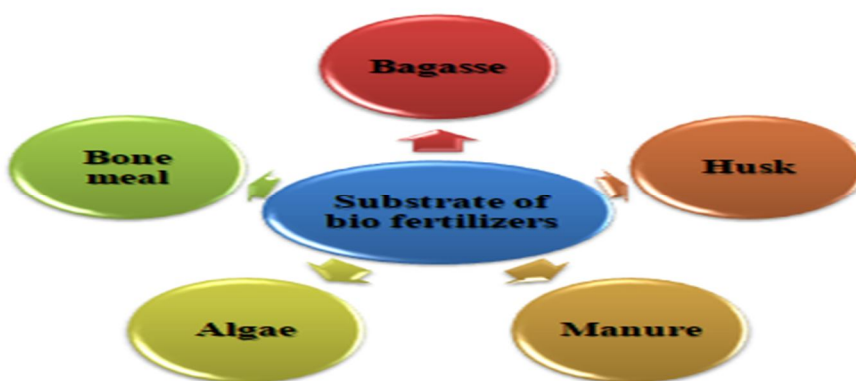 Bagasse
Bone
meal
Husk
Substrate of
bio fertilizers
Algae
Manure